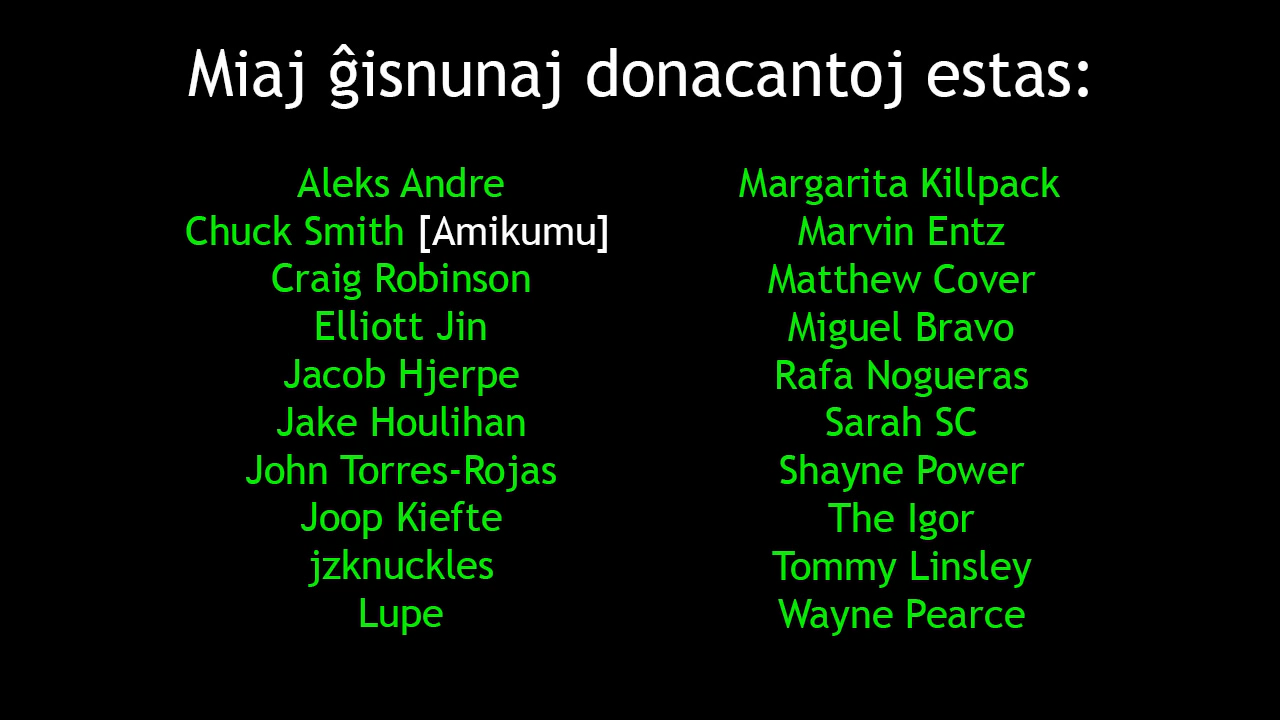 Miaj ĝisnunaj donacantoj estas:
Aleks Andre
Chuck Smith [Amikumu]
Craig Robinson
Elliott Jin
Jacob Hjerpe
Jake Houlihan
John Torres-Rojas
Joop Kiefte
jzknuckles
Lupe
Margarita Killpack
Marvin Entz
Matthew Cover
Miguel Bravo
Rafa Nogueras
Sarah SC
Shayne Power
The Igor
Tommy Linsley
Wayne Pearce